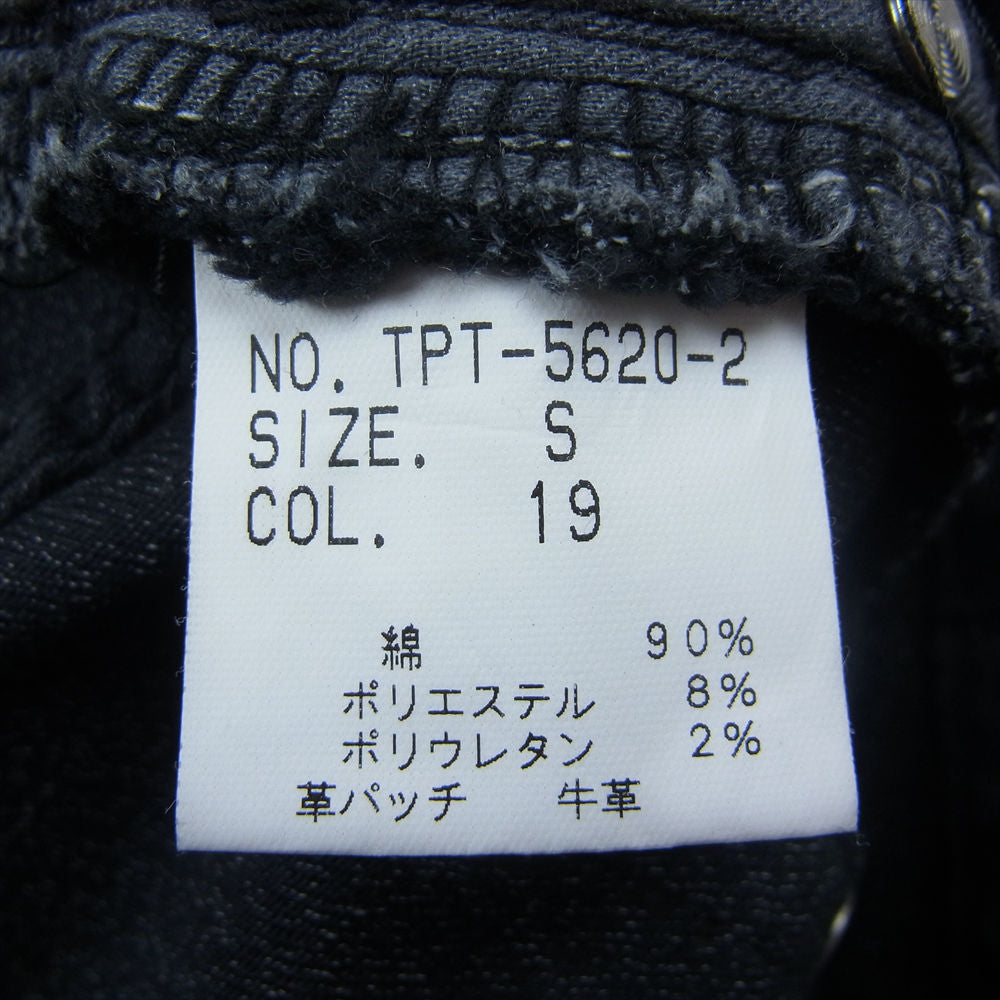 NO. TPT-5620-2
SIZE. S
COL. 19
綿 90%
ポリエステル 8%
ポリウレタン 2%
革パッチ 牛革